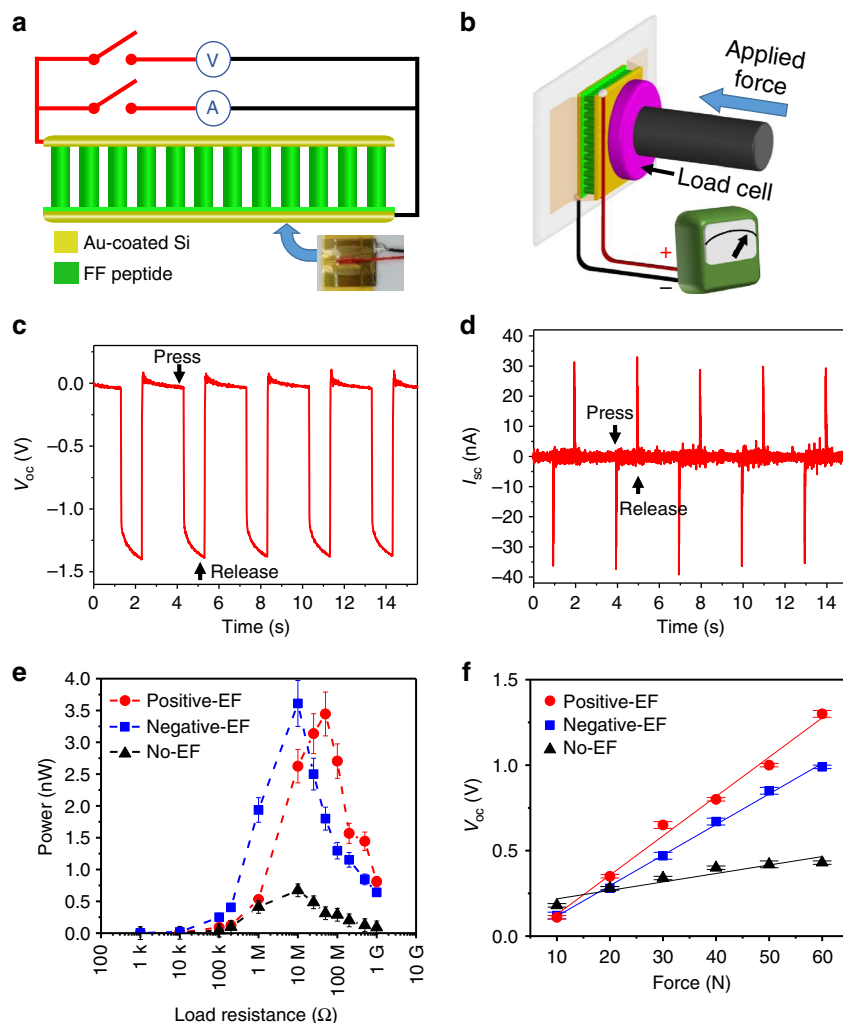 a
V
A
Au-coated Si
FF peptide
b
Applied
force
Load cell
+
–
c
Press
Release
0.0
–0.5
–1.0
–1.5
V_oc (V)
0 2 4 6 8 10 12 14
Time (s)
d
Press
Release
40
30
20
10
0
–10
–20
–30
–40
I_sc (nA)
0 2 4 6 8 10 12 14
Time (s)
e
Positive-EF
Negative-EF
No-EF
4.0
3.5
3.0
2.5
2.0
1.5
1.0
0.5
0.0
Power (nW)
100 1 k 10 k 100 k 1 M 10 M 100 M 1 G 10 G
Load resistance (Ω)
f
Positive-EF
Negative-EF
No-EF
1.5
1.0
0.5
0.0
V_oc (V)
10 20 30 40 50 60
Force (N)